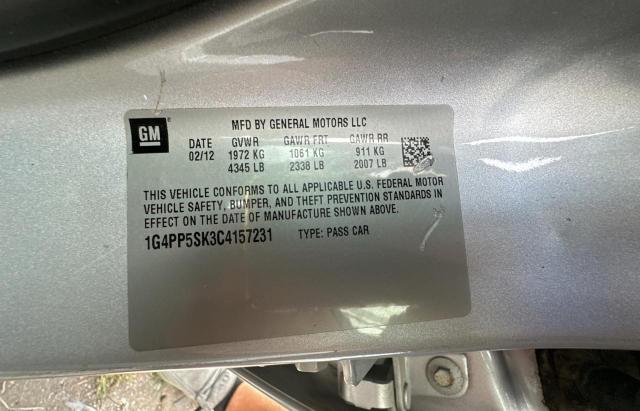 GM
MFD BY GENERAL MOTORS LLC
DATE GVWR GAWR FRT GAWR RR
02/12 1972 KG 1061 KG 911 KG
4345 LB 2338 LB 2007 LB
THIS VEHICLE CONFORMS TO ALL APPLICABLE U.S. FEDERAL MOTOR
VEHICLE SAFETY, BUMPER, AND THEFT PREVENTION STANDARDS IN
EFFECT ON THE DATE OF MANUFACTURE SHOWN ABOVE.
1G4PP5SK3C4157231 TYPE: PASS CAR